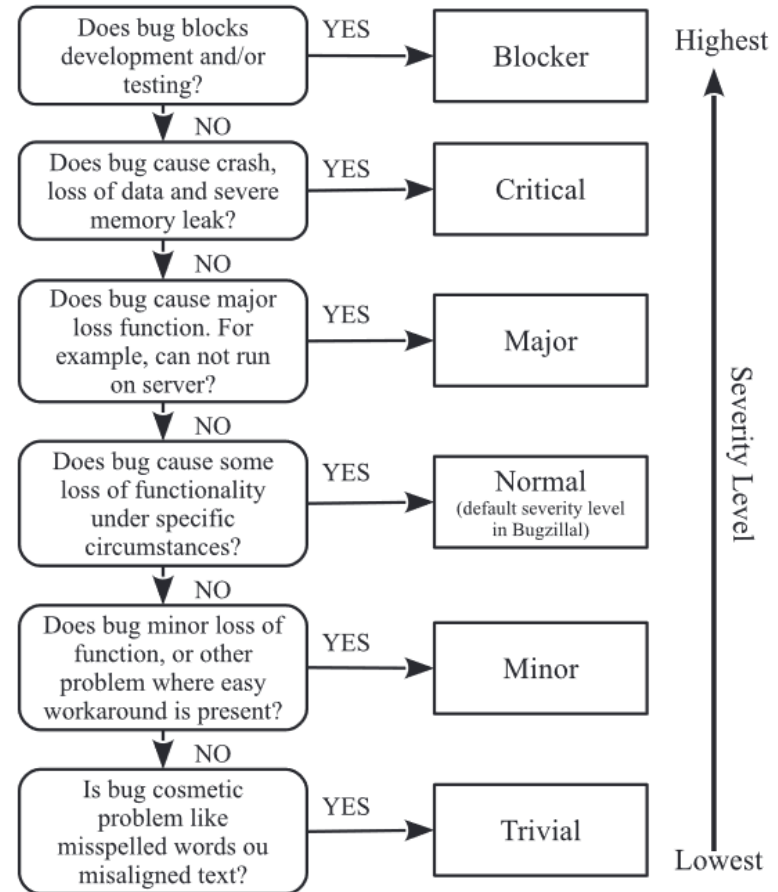 Does bug blocks
development and/or
testing?
YES
Blocker
Highest
NO
Does bug cause crash,
loss of data and severe
memory leak?
YES
Critical
NO
Does bug cause major
loss function. For
example, can not run
on server?
YES
Major
Severity Level
NO
Does bug cause some
loss of functionality
under specific
circumstances?
YES
Normal
(default severity level
in Bugzillal)
NO
Does bug minor loss of
function, or other
problem where easy
workaround is present?
YES
Minor
NO
Is bug cosmetic
problem like
misspelled words ou
misaligned text?
YES
Trivial
Lowest